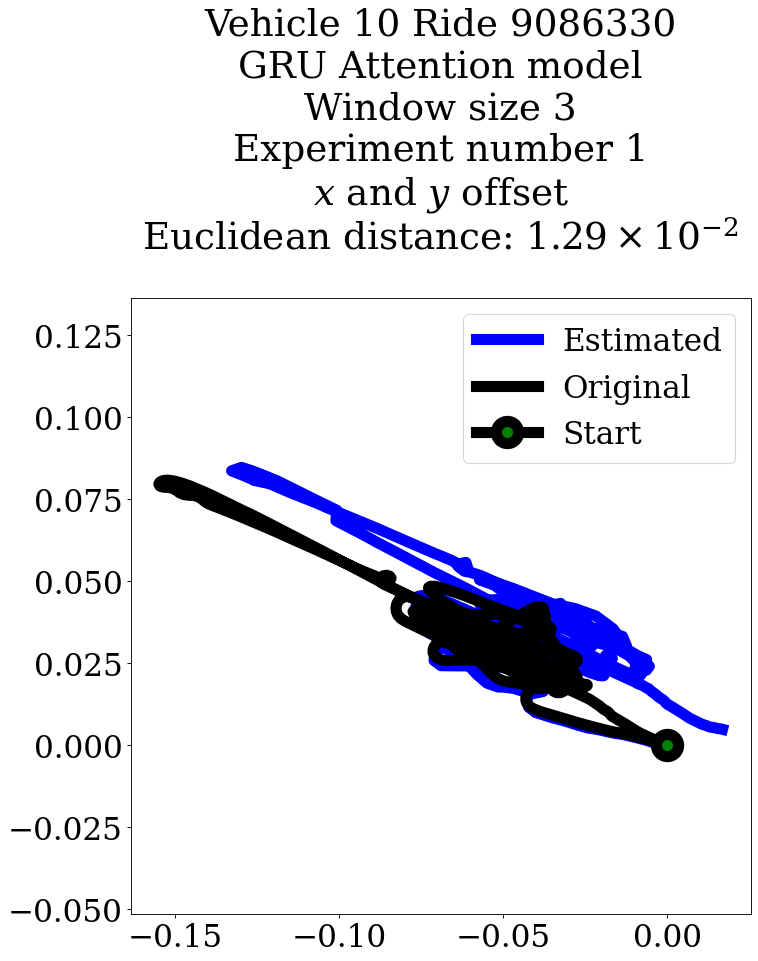 Vehicle 10 Ride 9086330
GRU Attention model
Window size 3
Experiment number 1
x and y offset
Euclidean distance: 1.29 × 10⁻²
Estimated
Original
Start
0.125
0.100
0.075
0.050
0.025
0.000
−0.025
−0.050
−0.15 −0.10 −0.05 0.00